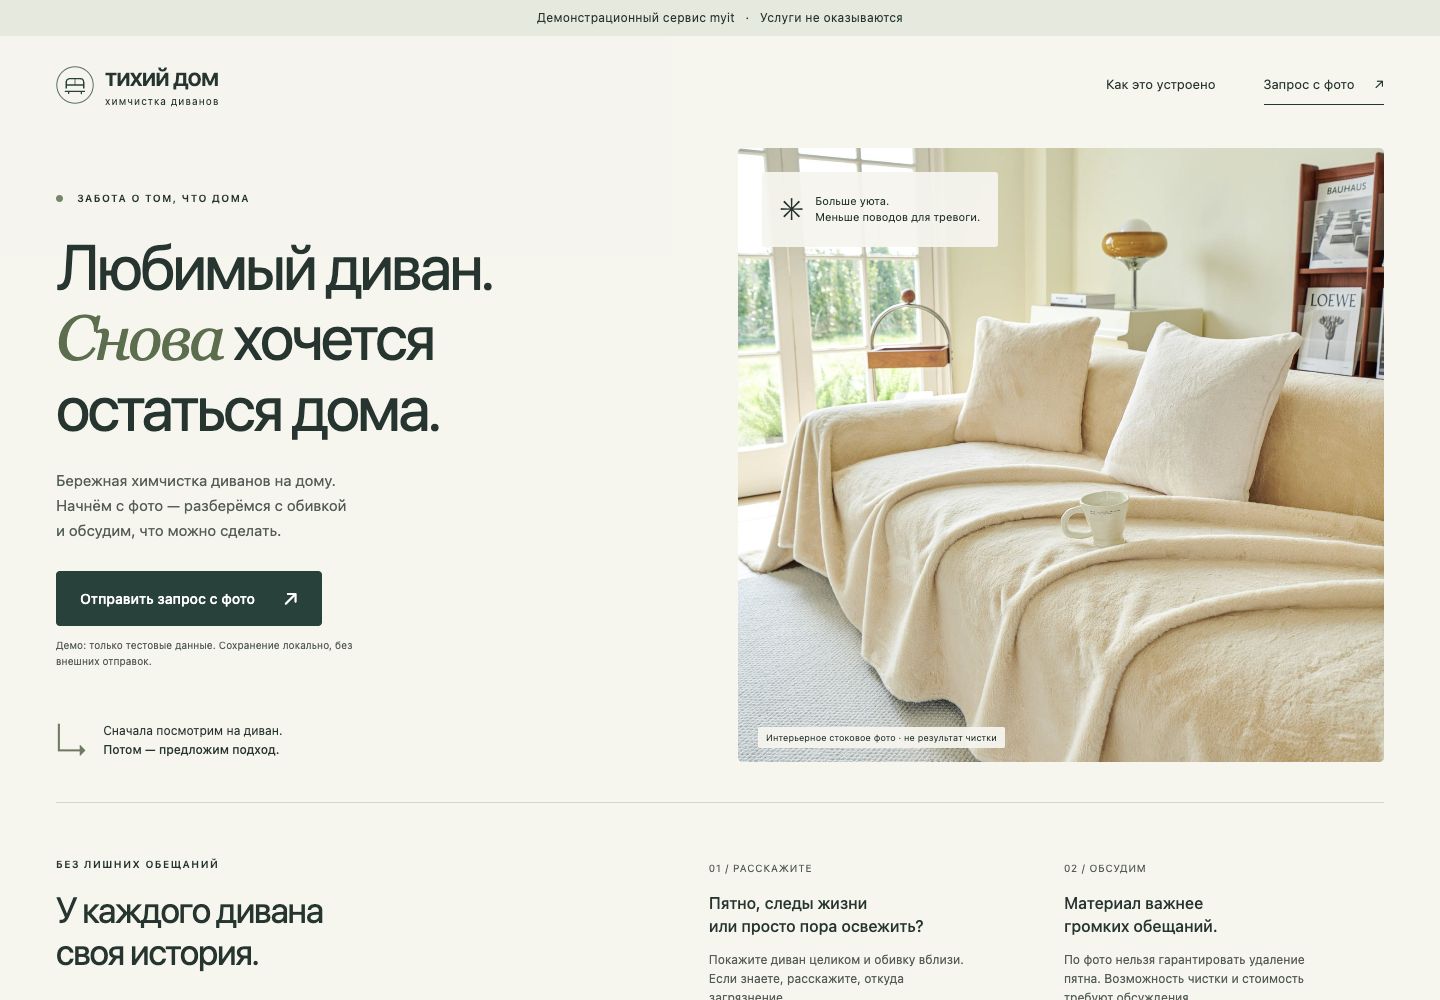 Демонстрационный сервис myit · Услуги не оказываются
ТИХИЙ ДОМ
химчистка диванов
Как это устроено
Запрос с фото
ЗАБОТА О ТОМ, ЧТО ДОМА
Любимый диван.
Снова хочется
остаться дома.
Бережная химчистка диванов на дому.
Начнём с фото — разберёмся с обивкой
и обсудим, что можно сделать.
Отправить запрос с фото
Демо: только тестовые данные. Сохранение локально, без
внешних отправок.
Сначала посмотрим на диван.
Потом — предложим подход.
Больше уюта.
Меньше поводов для тревоги.
BAUHAUS
LOEWE
Интерьерное стоковое фото · не результат чистки
БЕЗ ЛИШНИХ ОБЕЩАНИЙ
У каждого дивана
своя история.
01 / РАССКАЖИТЕ
Пятно, следы жизни
или просто пора освежить?
Покажите диван целиком и обивку вблизи.
Если знаете, расскажите, откуда
загрязнение.
02 / ОБСУДИМ
Материал важнее
громких обещаний.
По фото нельзя гарантировать удаление
пятна. Возможность чистки и стоимость
требуют обсуждения.